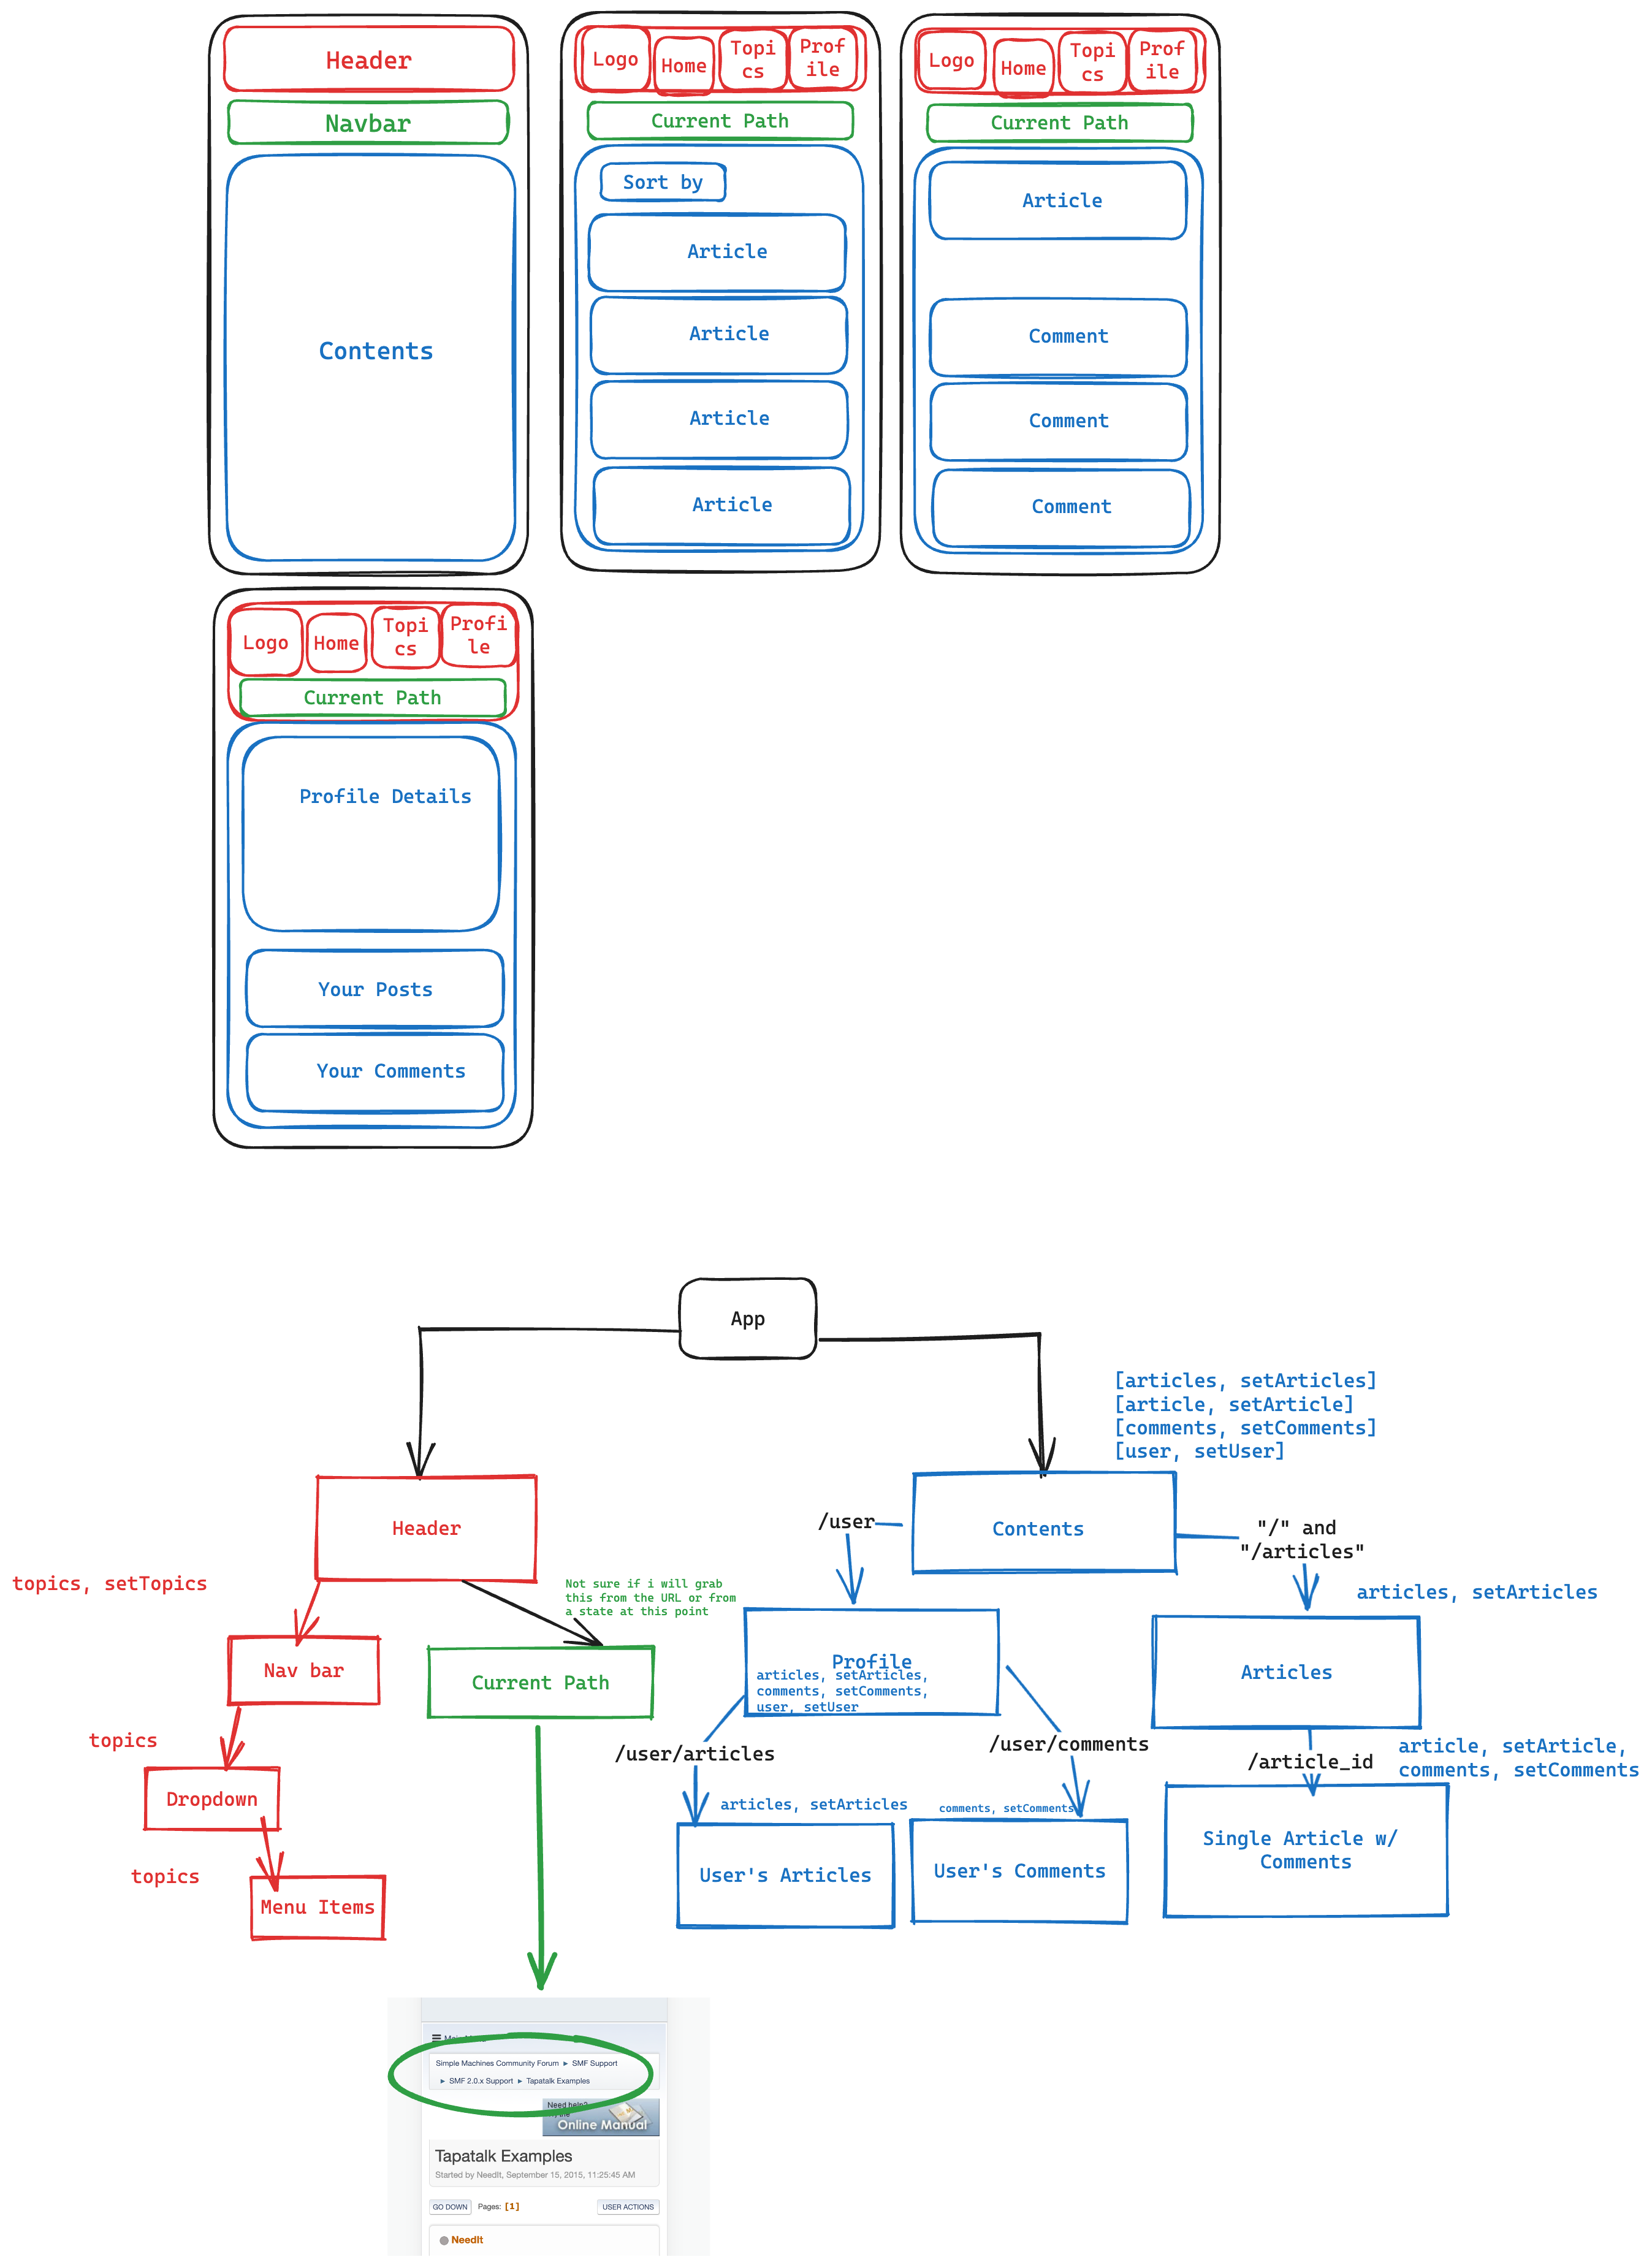 Header
Navbar
Contents
Logo
Home
Topi
cs
Prof
ile
Current Path
Sort by
Article
Article
Article
Article
Logo
Home
Topi
cs
Prof
ile
Current Path
Article
Comment
Comment
Comment
Logo
Home
Topi
cs
Profi
le
Current Path
Profile Details
Your Posts
Your Comments
App
[articles, setArticles]
[article, setArticle]
[comments, setComments]
[user, setUser]
Header
/user
Contents
"/" and
"/articles"
topics, setTopics
Not sure if i will grab
this from the URL or from
a state at this point
articles, setArticles
Nav bar
Current Path
Profile
articles, setArticles,
comments, setComments,
user, setUser
Articles
topics
/user/articles
/user/comments
/article_id
article, setArticle,
comments, setComments
Dropdown
articles, setArticles
comments, setComments
topics
Menu Items
User's Articles
User's Comments
Single Article w/
Comments
Simple Machines Community Forum ► SMF Support
► SMF 2.0.x Support ► Tapatalk Examples
Need help?
Online Manual
Tapatalk Examples
Started by NeedIt, September 15, 2015, 11:25:45 AM
GO DOWN
Pages: [1]
USER ACTIONS
NeedIt